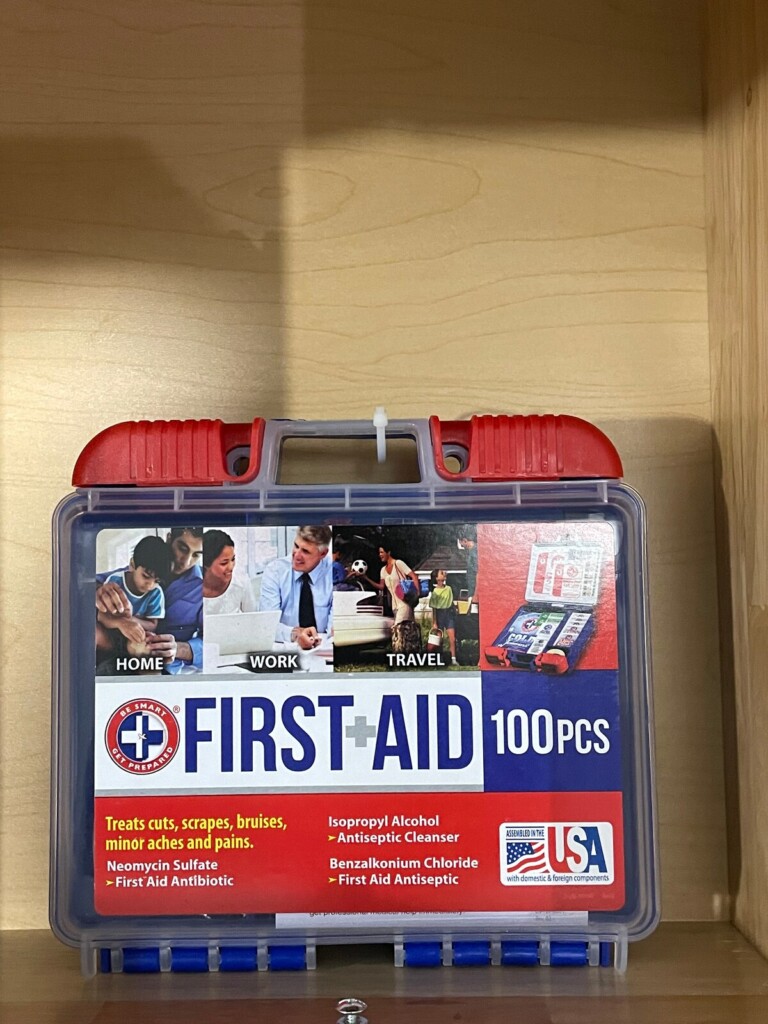 HOME
WORK
TRAVEL
BE SMART
GET PREPARED
®
FIRST+AID
100PCS
Treats cuts, scrapes, bruises,
minor aches and pains.
Neomycin Sulfate
➤First Aid Antibiotic
Isopropyl Alcohol
➤Antiseptic Cleanser
Benzalkonium Chloride
➤First Aid Antiseptic
ASSEMBLED IN THE
USA
with domestic & foreign components